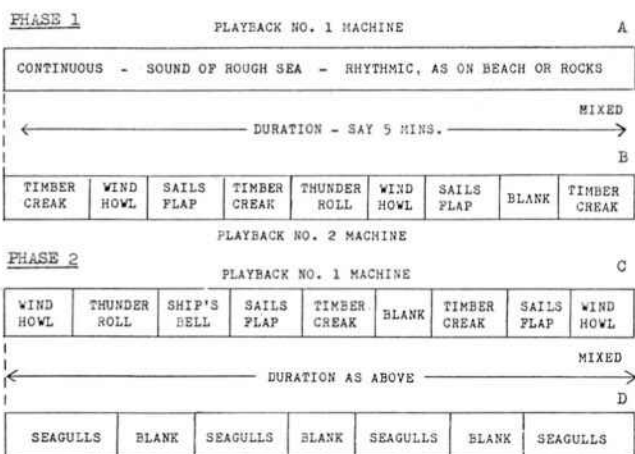 PHASE 1
PLAYBACK NO. 1 MACHINE A
CONTINUOUS - SOUND OF ROUGH SEA - RHYTHMIC, AS ON BEACH OR ROCKS
MIXED
DURATION - SAY 5 MINS.
B
TIMBER CREAK WIND HOWL SAILS FLAP TIMBER CREAK THUNDER ROLL WIND HOWL SAILS FLAP BLANK TIMBER CREAK
PLAYBACK NO. 2 MACHINE
PHASE 2
PLAYBACK NO. 1 MACHINE C
WIND HOWL THUNDER ROLL SHIP'S BELL SAILS FLAP TIMBER CREAK BLANK TIMBER CREAK SAILS FLAP WIND HOWL
MIXED
DURATION AS ABOVE
D
SEAGULLS BLANK SEAGULLS BLANK SEAGULLS BLANK SEAGULLS